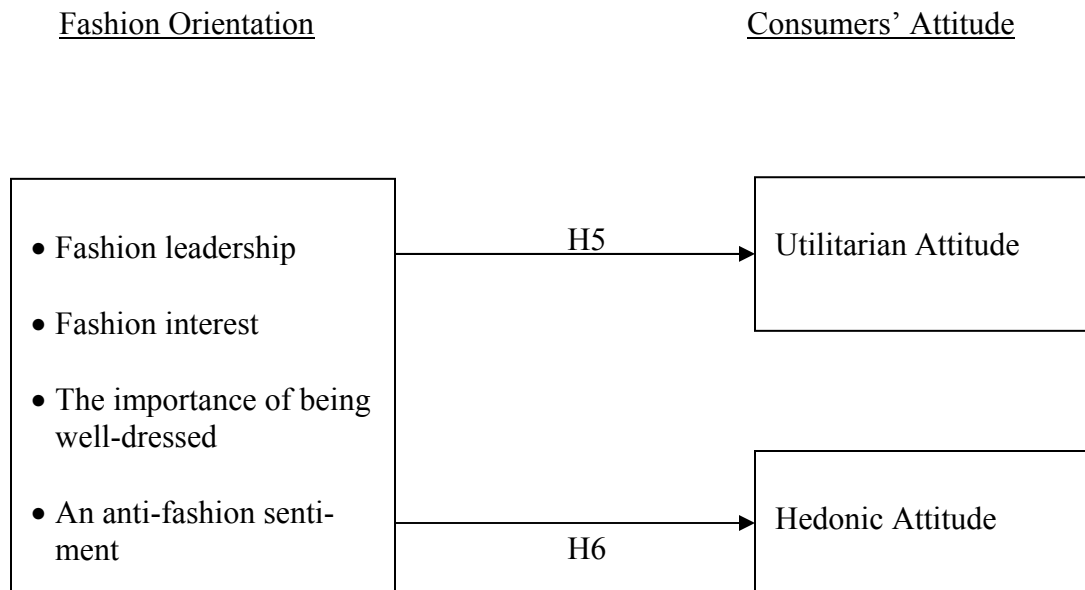 Fashion Orientation
Consumers’ Attitude
• Fashion leadership
• Fashion interest
• The importance of being
well-dressed
• An anti-fashion senti-
ment
H5
H6
Utilitarian Attitude
Hedonic Attitude